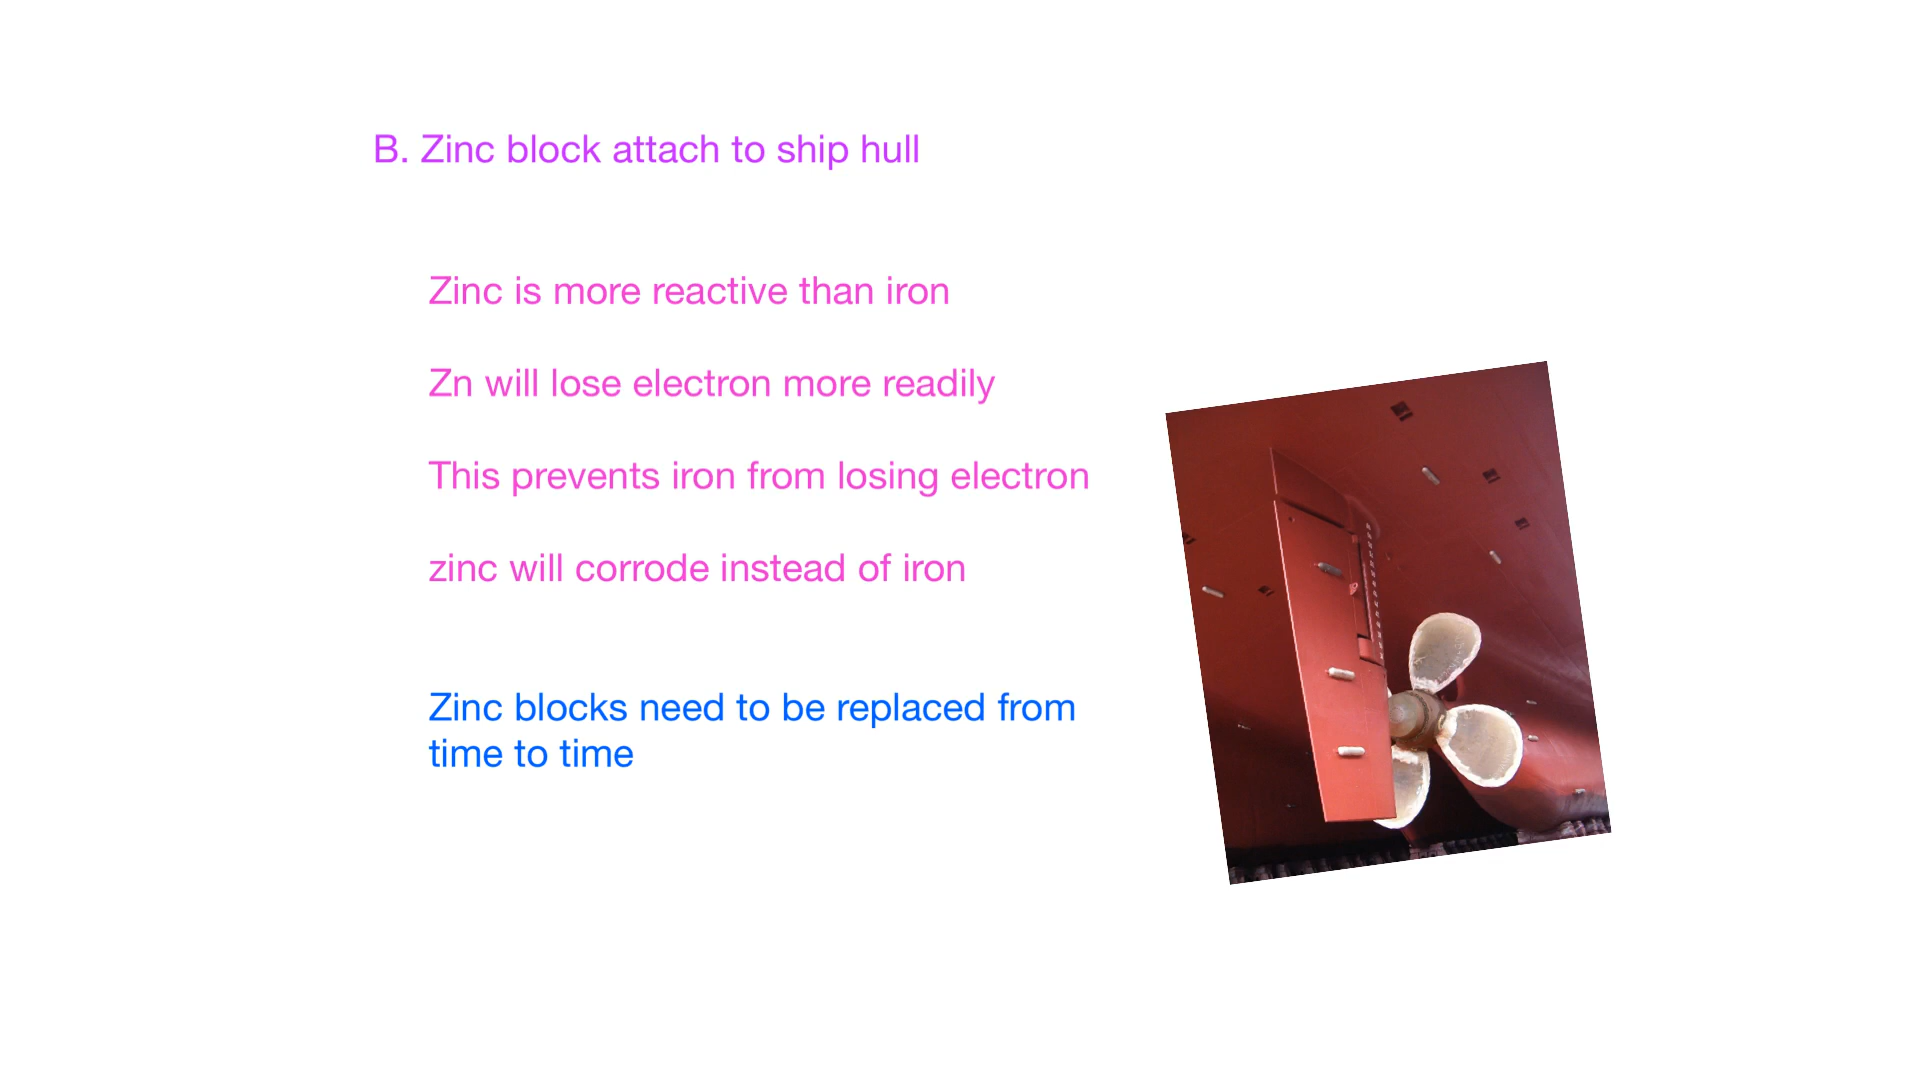 B. Zinc block attach to ship hull
Zinc is more reactive than iron
Zn will lose electron more readily
This prevents iron from losing electron
zinc will corrode instead of iron
Zinc blocks need to be replaced from
time to time